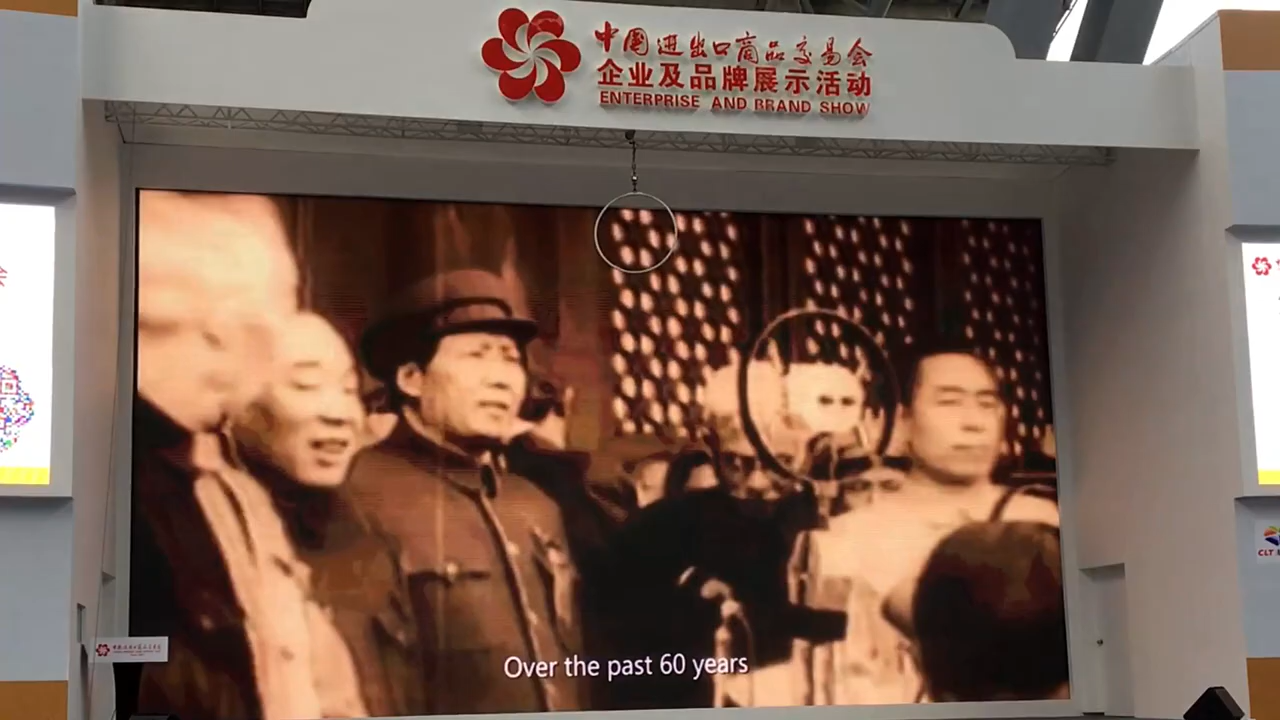 中国进出口商品交易会
企业及品牌展示活动
ENTERPRISE AND BRAND SHOW
Over the past 60 years
CLT